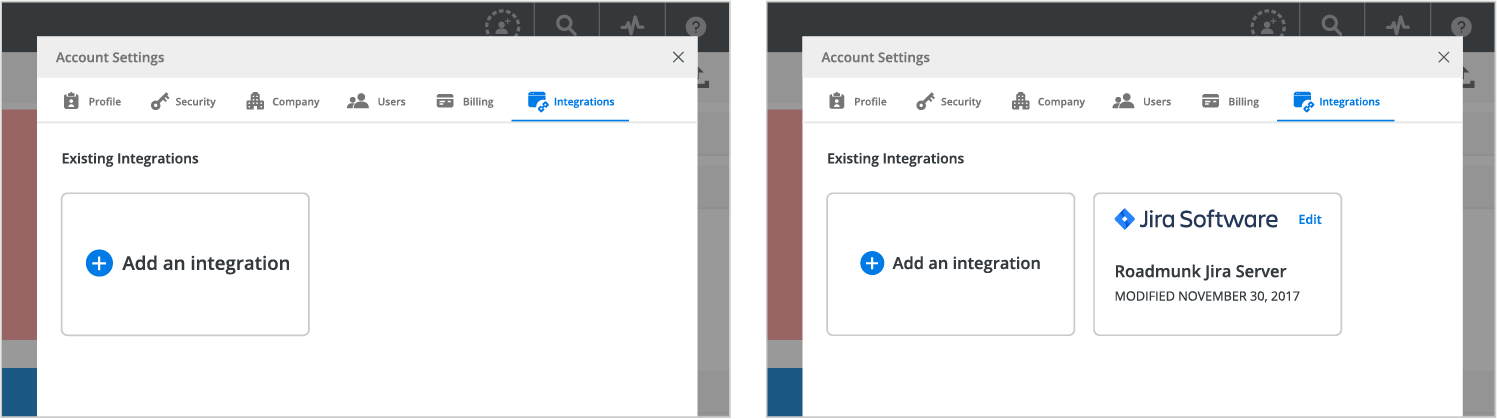 Account Settings
Profile Security Company Users Billing Integrations
Existing Integrations
Add an integration
Account Settings
Profile Security Company Users Billing Integrations
Existing Integrations
Add an integration
Jira Software Edit
Roadmunk Jira Server
MODIFIED NOVEMBER 30, 2017